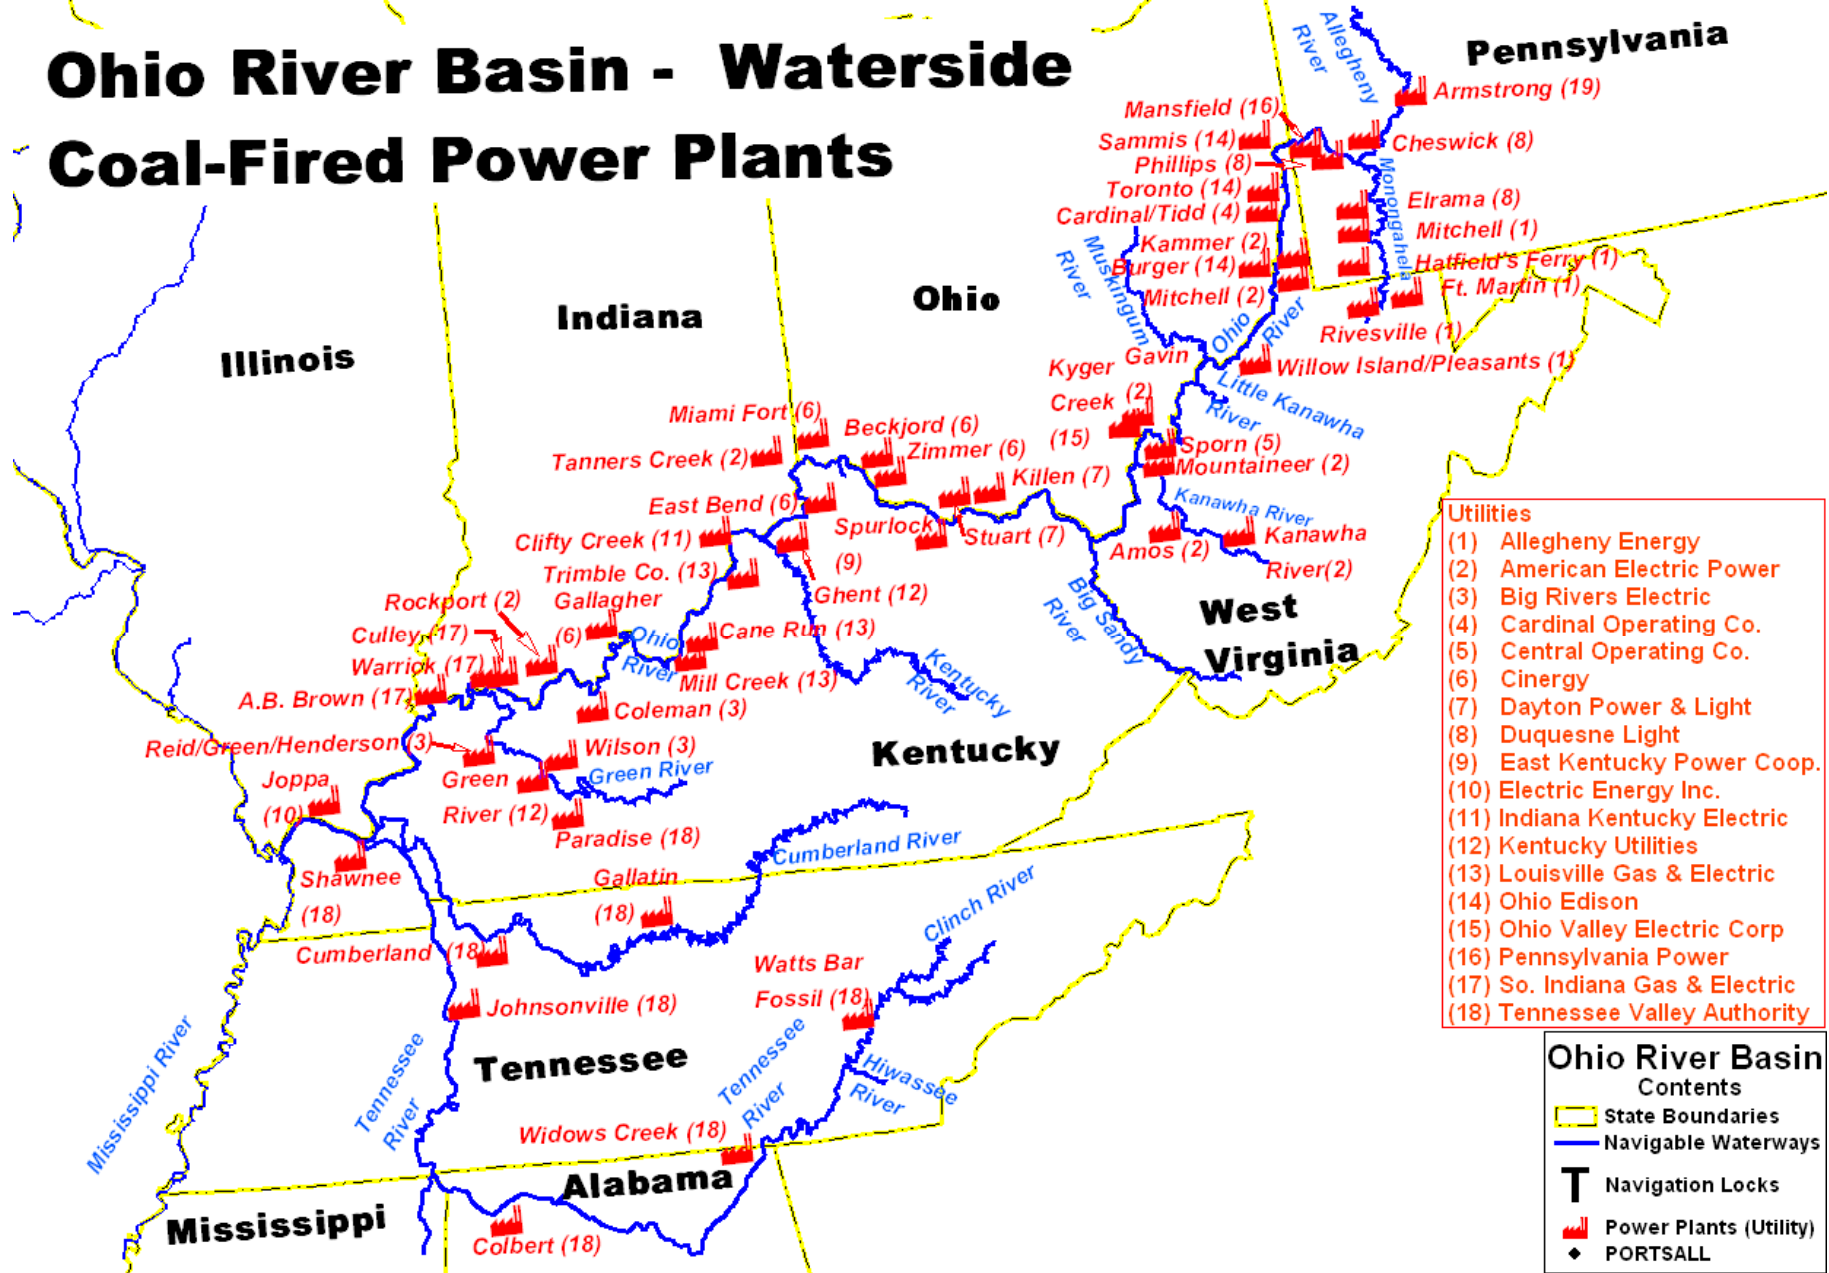 Ohio River Basin - Waterside
Coal-Fired Power Plants
Pennsylvania
Allegheny
River
Armstrong (19)
Mansfield (16)
Sammis (14)
Cheswick (8)
Phillips (8)
Toronto (14)
Cardinal/Tidd (4)
Monongahela
Elrama (8)
Mitchell (1)
Kammer (2)
Burger (14)
Hatfield's Ferry (1)
Mitchell (2)
Ft. Martin (1)
Rivesville (1)
Muskingum
River
Ohio
River
Illinois
Indiana
Ohio
Willow Island/Pleasants (1)
Little Kanawha
River
Kyger
Creek
(15)
Gavin
(2)
Sporn (5)
Mountaineer (2)
Kanawha River
Kanawha
River(2)
Amos (2)
Miami Fort (6)
Beckjord (6)
Tanners Creek (2)
Zimmer (6)
Killen (7)
East Bend (6)
Spurlock
(9)
Stuart (7)
Clifty Creek (11)
Trimble Co. (13)
Ghent (12)
Gallagher
(6)
Rockport (2)
Culley (17)
Warrick (17)
A.B. Brown (17)
Ohio
River
Cane Run (13)
Mill Creek (13)
Kentucky
River
Big Sandy
River
West
Virginia
Coleman (3)
Reid/Green/Henderson (3)
Wilson (3)
Green River
Green
River (12)
Paradise (18)
Kentucky
Joppa
(10)
Shawnee
(18)
Cumberland River
Gallatin
(18)
Cumberland (18)
Clinch River
Johnsonville (18)
Watts Bar
Fossil (18)
Mississippi River
Tennessee
River
Tennessee
Tennessee
River
Hiwassee
River
Widows Creek (18)
Alabama
Mississippi
Colbert (18)
Utilities
(1) Allegheny Energy
(2) American Electric Power
(3) Big Rivers Electric
(4) Cardinal Operating Co.
(5) Central Operating Co.
(6) Cinergy
(7) Dayton Power & Light
(8) Duquesne Light
(9) East Kentucky Power Coop.
(10) Electric Energy Inc.
(11) Indiana Kentucky Electric
(12) Kentucky Utilities
(13) Louisville Gas & Electric
(14) Ohio Edison
(15) Ohio Valley Electric Corp
(16) Pennsylvania Power
(17) So. Indiana Gas & Electric
(18) Tennessee Valley Authority
Ohio River Basin
Contents
State Boundaries
Navigable Waterways
Navigation Locks
Power Plants (Utility)
PORTSALL